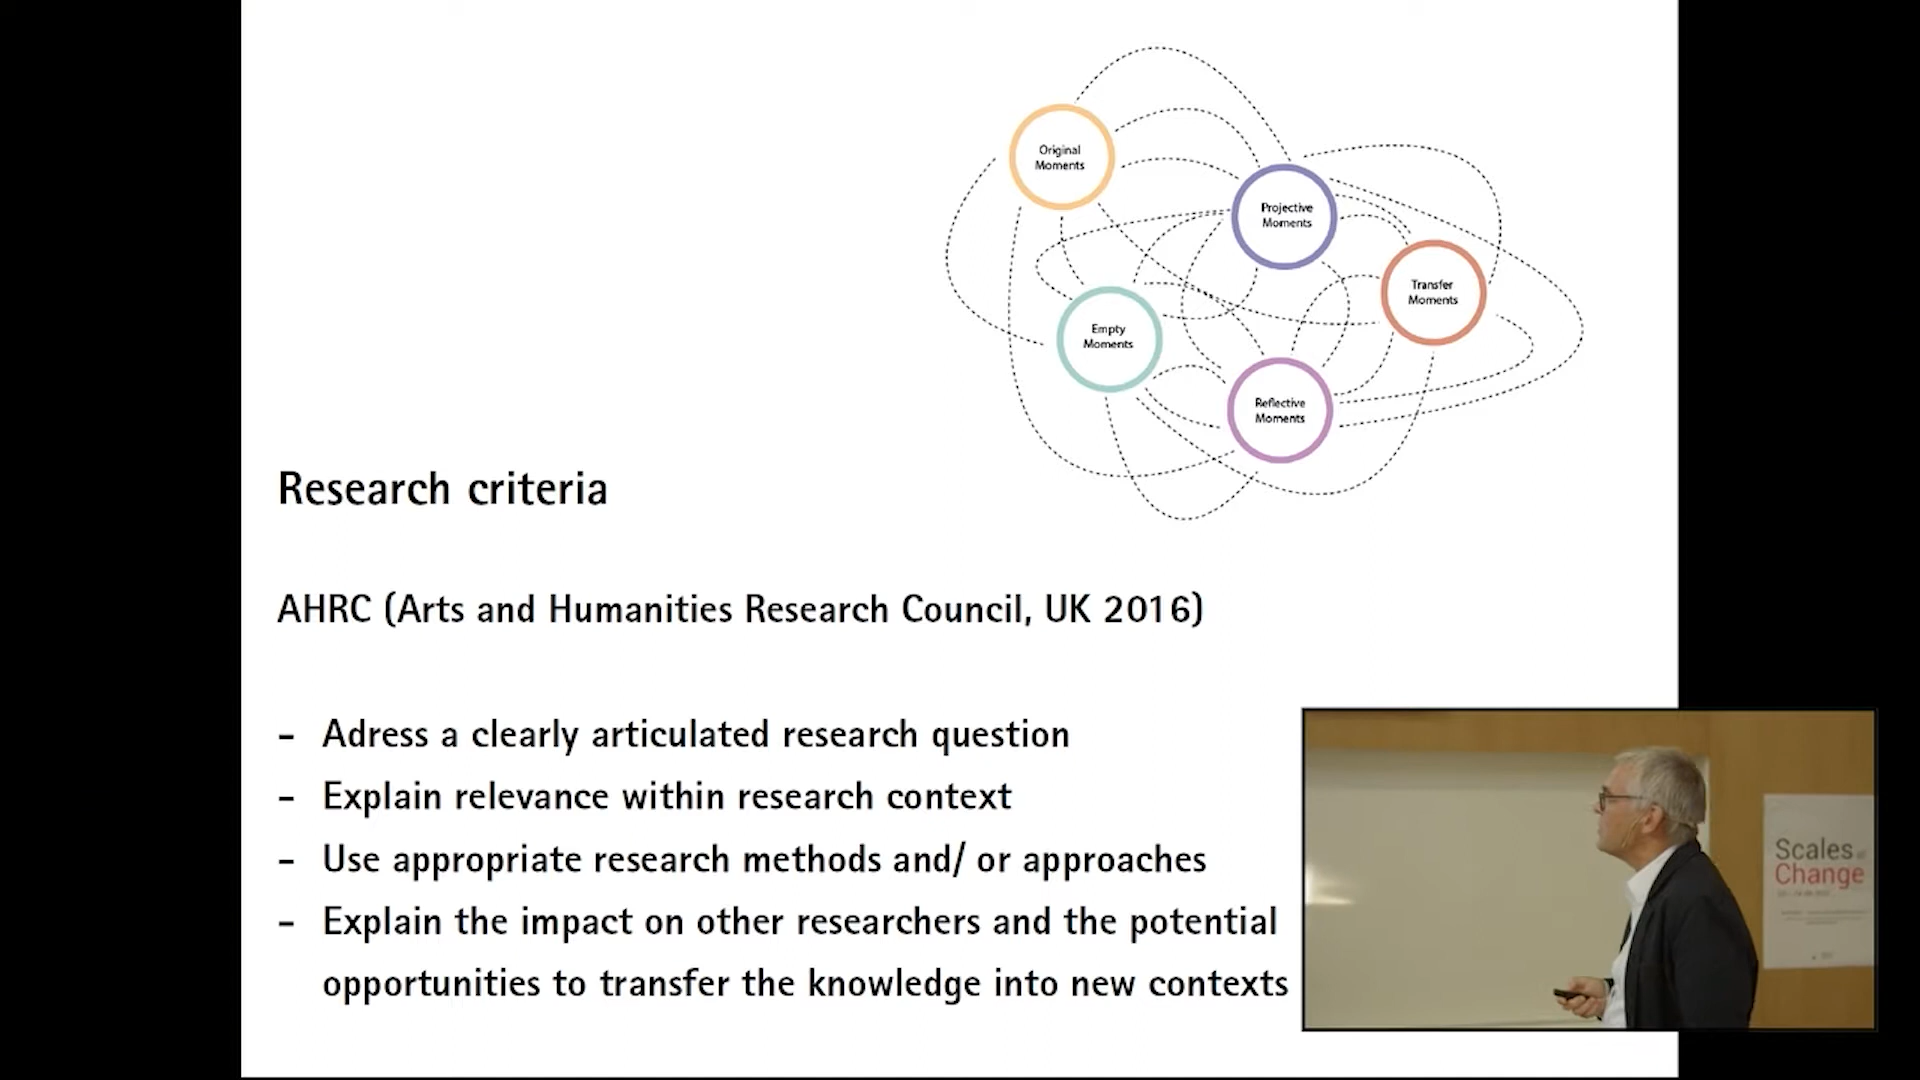 Original
Moments
Projective
Moments
Transfer
Moments
Empty
Moments
Reflective
Moments
Research criteria
AHRC (Arts and Humanities Research Council, UK 2016)
- Adress a clearly articulated research question
- Explain relevance within research context
- Use appropriate research methods and/ or approaches
- Explain the impact on other researchers and the potential
opportunities to transfer the knowledge into new contexts
Scales of
Change